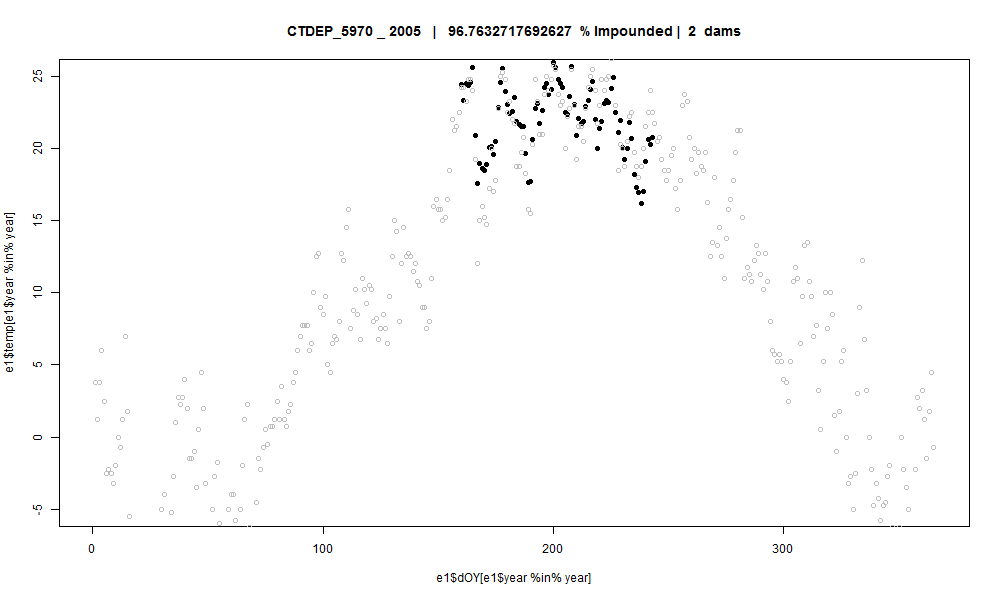 CTDEP_5970 _ 2005 | 96.7632717692627 % Impounded | 2 dams
25
20
15
10
5
0
-5
e1$temp[e1$year %in% year]
0 100 200 300
e1$dOY[e1$year %in% year]